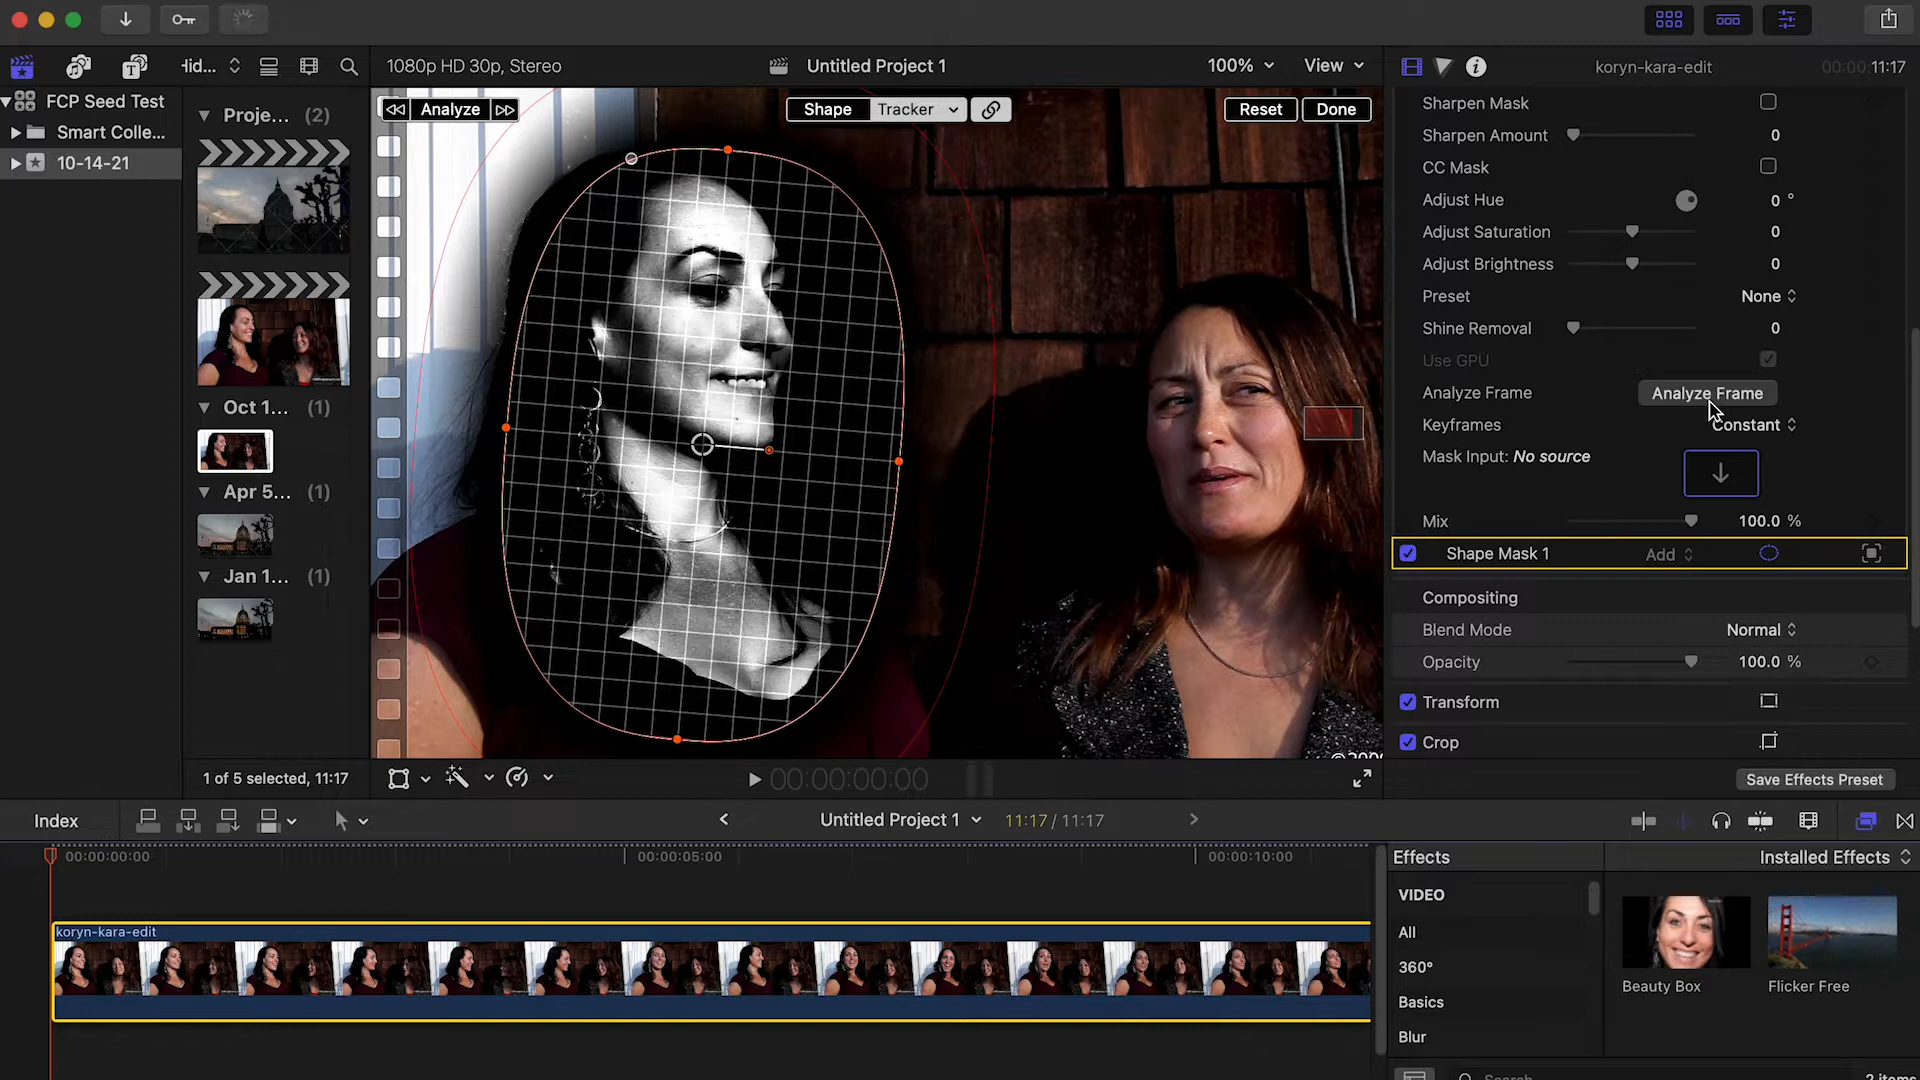 Hid...
1080p HD 30p, Stereo
Untitled Project 1
100%
View
koryn-kara-edit
00:00:11:17
FCP Seed Test
Smart Colle...
10-14-21
Proje... (2)
Oct 1... (1)
Apr 5... (1)
Jan 1... (1)
1 of 5 selected, 11:17
Analyze
Shape
Tracker
Reset
Done
00:00:00:00
Sharpen Mask
Sharpen Amount 0
CC Mask
Adjust Hue 0 °
Adjust Saturation 0
Adjust Brightness 0
Preset None
Shine Removal 0
Use GPU
Analyze Frame Analyze Frame
Keyframes Constant
Mask Input: No source
Mix 100.0 %
Shape Mask 1 Add
Compositing
Blend Mode Normal
Opacity 100.0 %
Transform
Crop
Save Effects Preset
Index
Untitled Project 1
11:17 / 11:17
00:00:00:00
00:00:05:00
00:00:10:00
koryn-kara-edit
Effects
Installed Effects
VIDEO
All
360°
Basics
Blur
Beauty Box
Flicker Free
Search
2 items